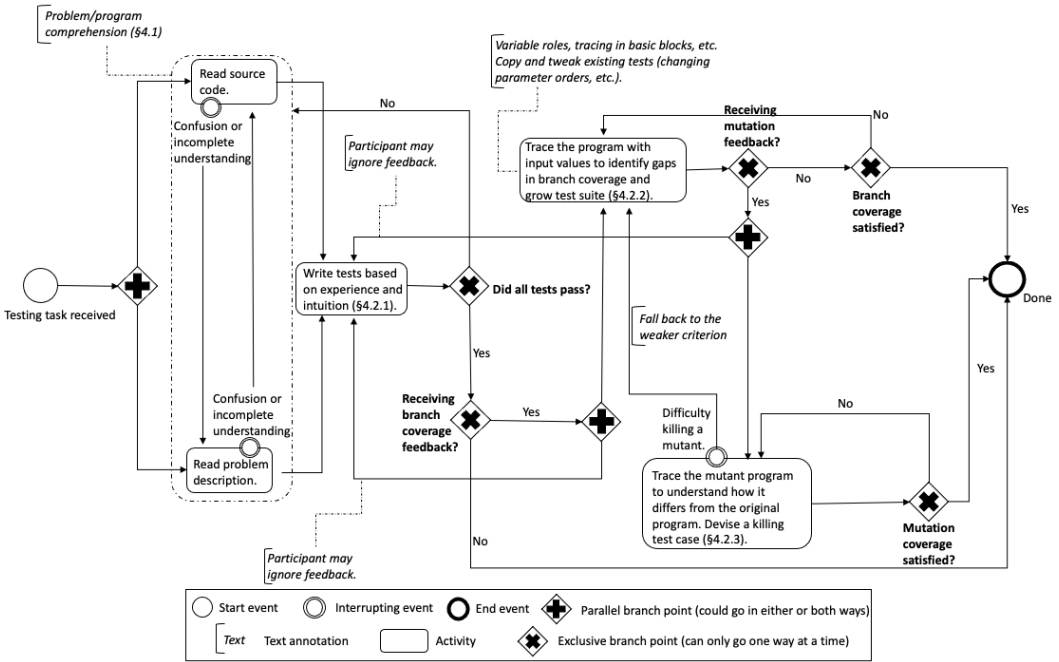 Problem/program
comprehension (§4.1)
Read source
code.
Confusion or
incomplete
understanding
Testing task received
Confusion or
incomplete
understanding
Read problem
description.
No
Participant may
ignore feedback.
Write tests based
on experience and
intuition (§4.2.1).
Did all tests pass?
Yes
Receiving
branch
coverage
feedback?
Yes
No
Participant may
ignore feedback.
Variable roles, tracing in basic blocks, etc.
Copy and tweak existing tests (changing
parameter orders, etc.).
Trace the program with
input values to identify gaps
in branch coverage and
grow test suite (§4.2.2).
Receiving
mutation
feedback?
No
No
Yes
Branch
coverage
satisfied?
Yes
Done
Fall back to the
weaker criterion
Difficulty
killing a
mutant.
Trace the mutant program
to understand how it
differs from the original
program. Devise a killing
test case (§4.2.3).
No
Yes
Mutation
coverage
satisfied?
Start event
Interrupting event
End event
Parallel branch point (could go in either or both ways)
Text
Text annotation
Activity
Exclusive branch point (can only go one way at a time)